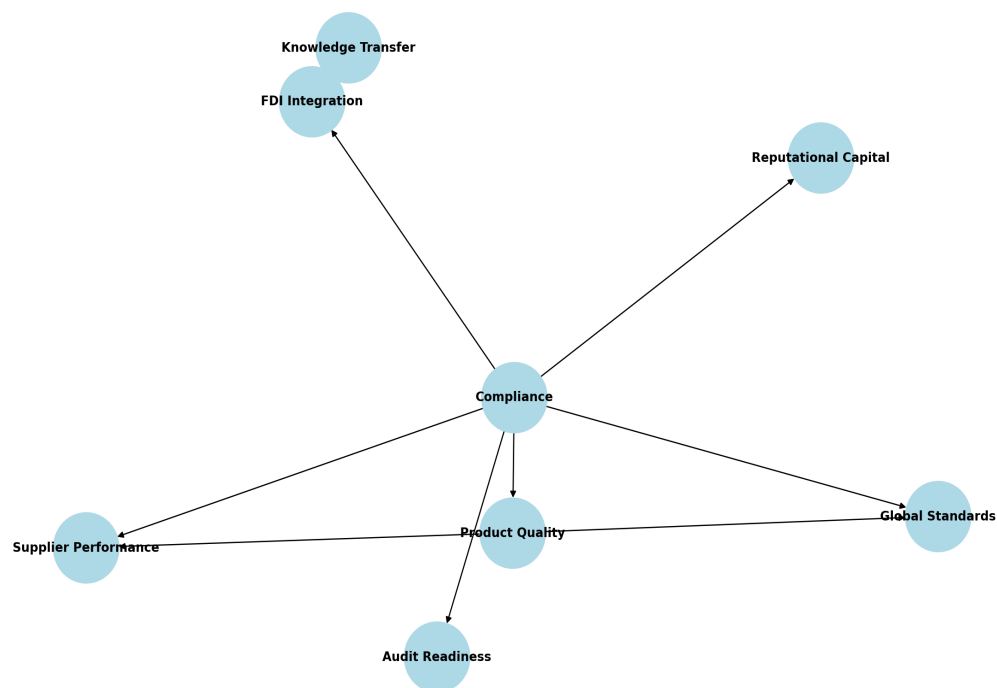 Knowledge Transfer
FDI Integration
Reputational Capital
Compliance
Global Standards
Product Quality
Supplier Performance
Audit Readiness